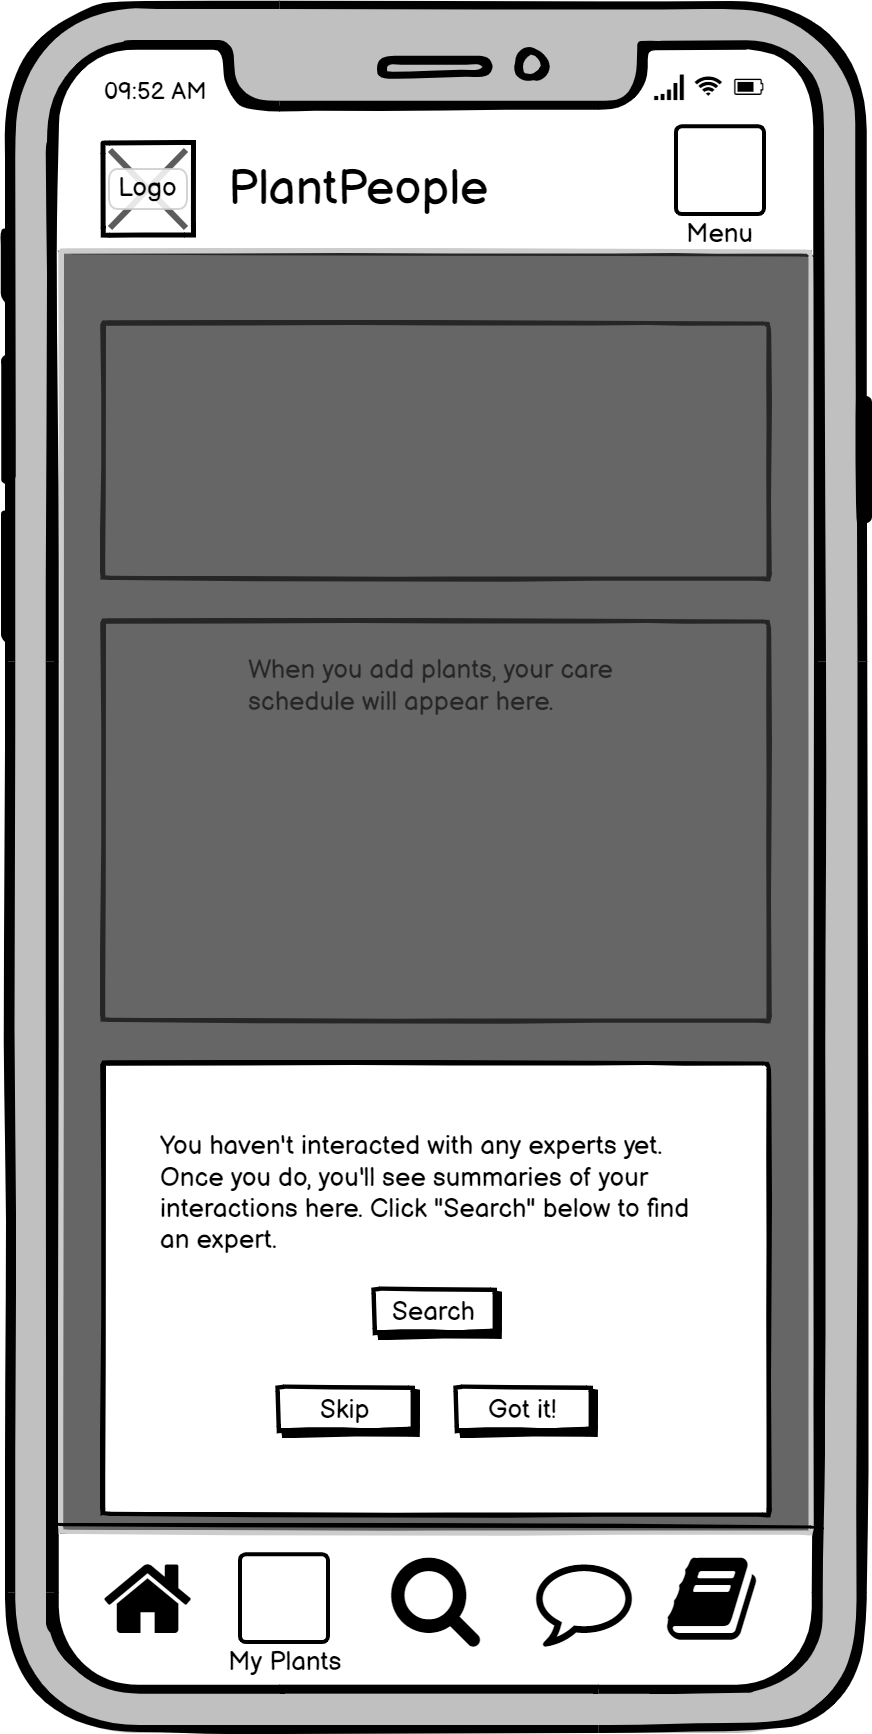 09:52 AM
Logo
PlantPeople
Menu
When you add plants, your care
schedule will appear here.
You haven't interacted with any experts yet.
Once you do, you'll see summaries of your
interactions here. Click "Search" below to find
an expert.
Search
Skip
Got it!
My Plants